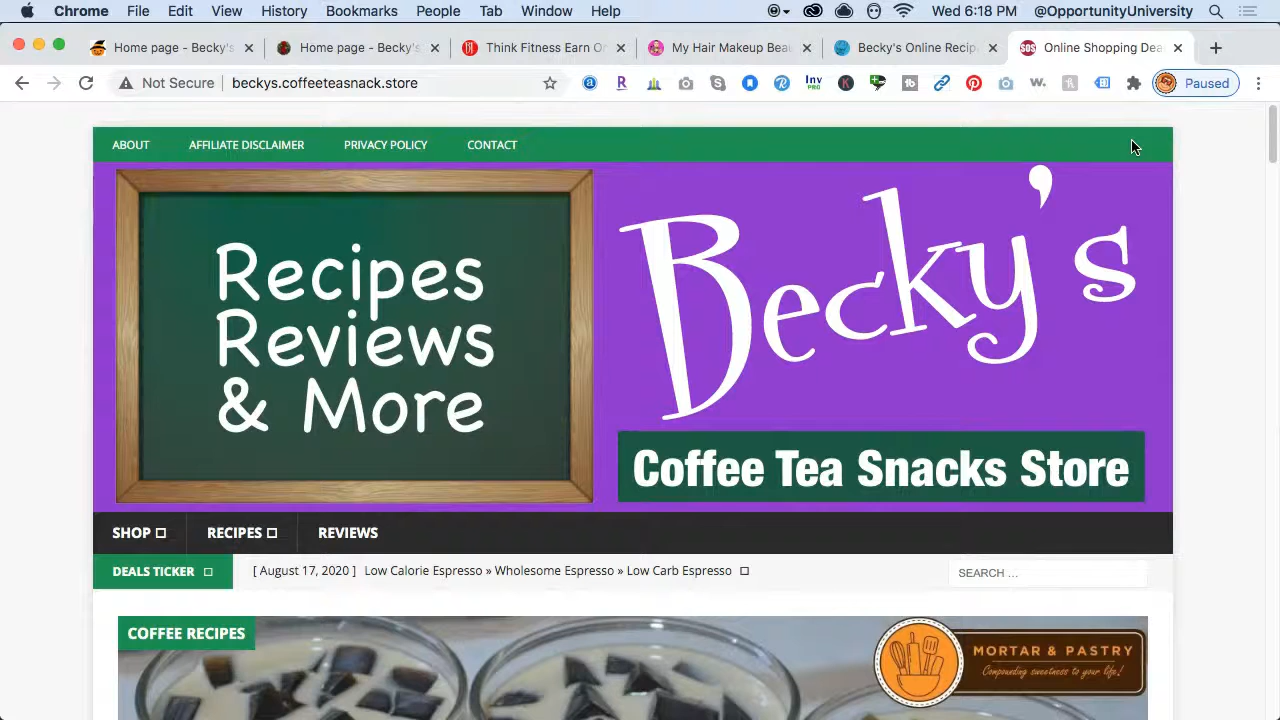 Chrome File Edit View History Bookmarks People Tab Window Help Wed 6:18 PM @OpportunityUniversity
Home page - Becky's Home page - Becky's Think Fitness Earn O My Hair Makeup Bea Becky's Online Recip SOS Online Shopping Dea
Not Secure beckys.coffeeteasnack.store Inv PRO Paused
ABOUT AFFILIATE DISCLAIMER PRIVACY POLICY CONTACT
Recipes
Reviews
& More
Becky's
Coffee Tea Snacks Store
SHOP RECIPES REVIEWS
DEALS TICKER [ August 17, 2020 ] Low Calorie Espresso » Wholesome Espresso » Low Carb Espresso SEARCH …
COFFEE RECIPES
MORTAR & PASTRY
Compounding sweetness to your life!